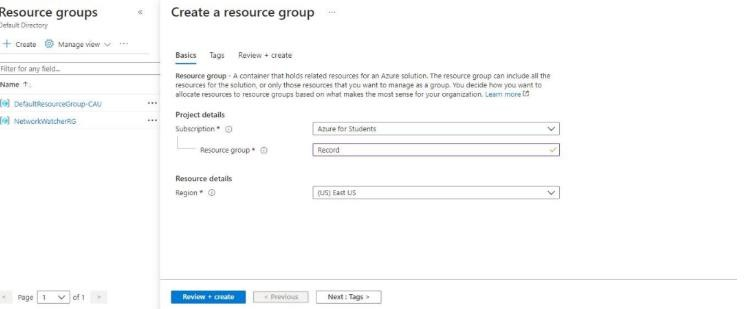 Resource groups «
Default Directory
+ Create Manage view ···
Filter for any field...
Name ↑↓
DefaultResourceGroup-CAU ···
NetworkWatcherRG ···
< Page 1 of 1 >
Create a resource group ···
Basics Tags Review + create
Resource group - A container that holds related resources for an Azure solution. The resource group can include all the
resources for the solution, or only those resources that you want to manage as a group. You decide how you want to
allocate resources to resource groups based on what makes the most sense for your organization. Learn more
Project details
Subscription * Azure for Students
Resource group * Record
Resource details
Region * (US) East US
Review + create < Previous Next : Tags >